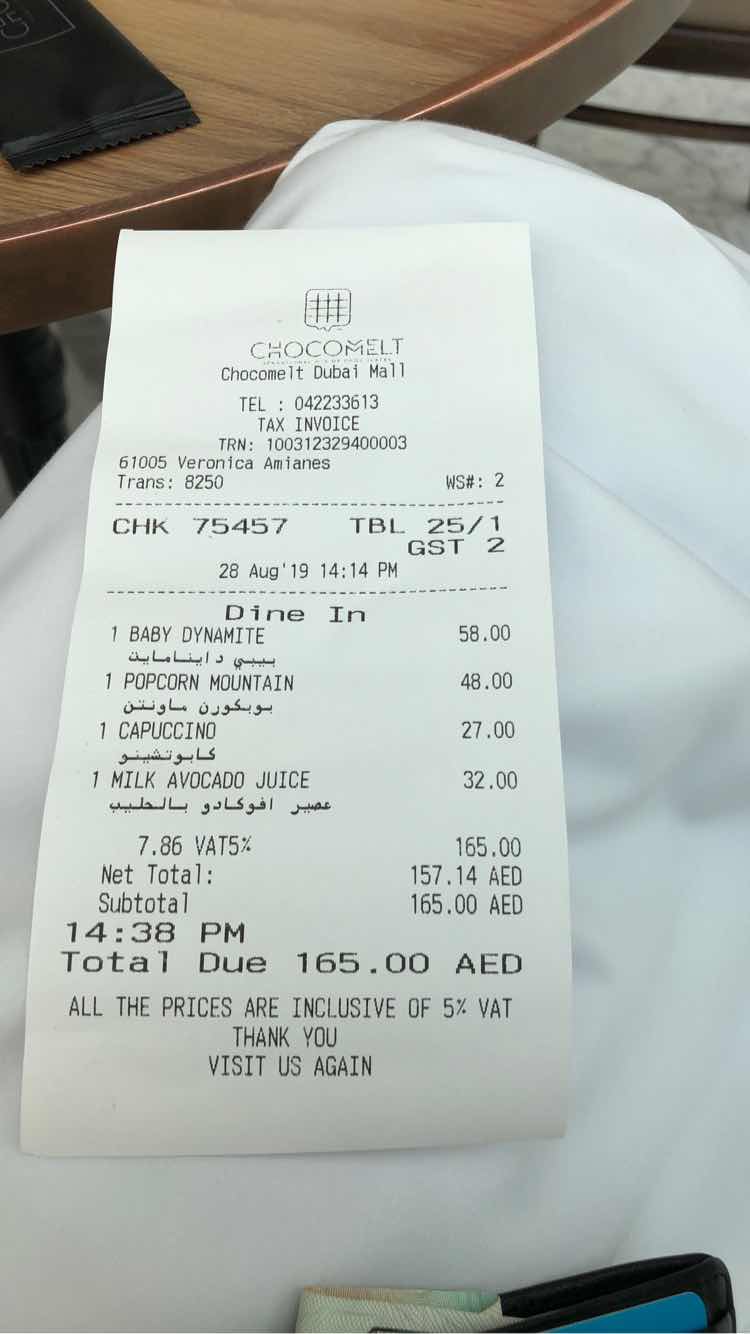 CHOCOMELT
Chocomelt Dubai Mall
TEL : 042233613
TAX INVOICE
TRN: 100312329400003
61005 Veronica Amianes
Trans: 8250 WS#: 2
CHK 75457 TBL 25/1
GST 2
28 Aug'19 14:14 PM
Dine In
1 BABY DYNAMITE 58.00
بيبي داينامايت
1 POPCORN MOUNTAIN 48.00
بوبكورن ماونتن
1 CAPUCCINO 27.00
كابوتشينو
1 MILK AVOCADO JUICE 32.00
عصير افوكادو بالحليب
7.86 VAT5% 165.00
Net Total: 157.14 AED
Subtotal 165.00 AED
14:38 PM
Total Due 165.00 AED
ALL THE PRICES ARE INCLUSIVE OF 5% VAT
THANK YOU
VISIT US AGAIN